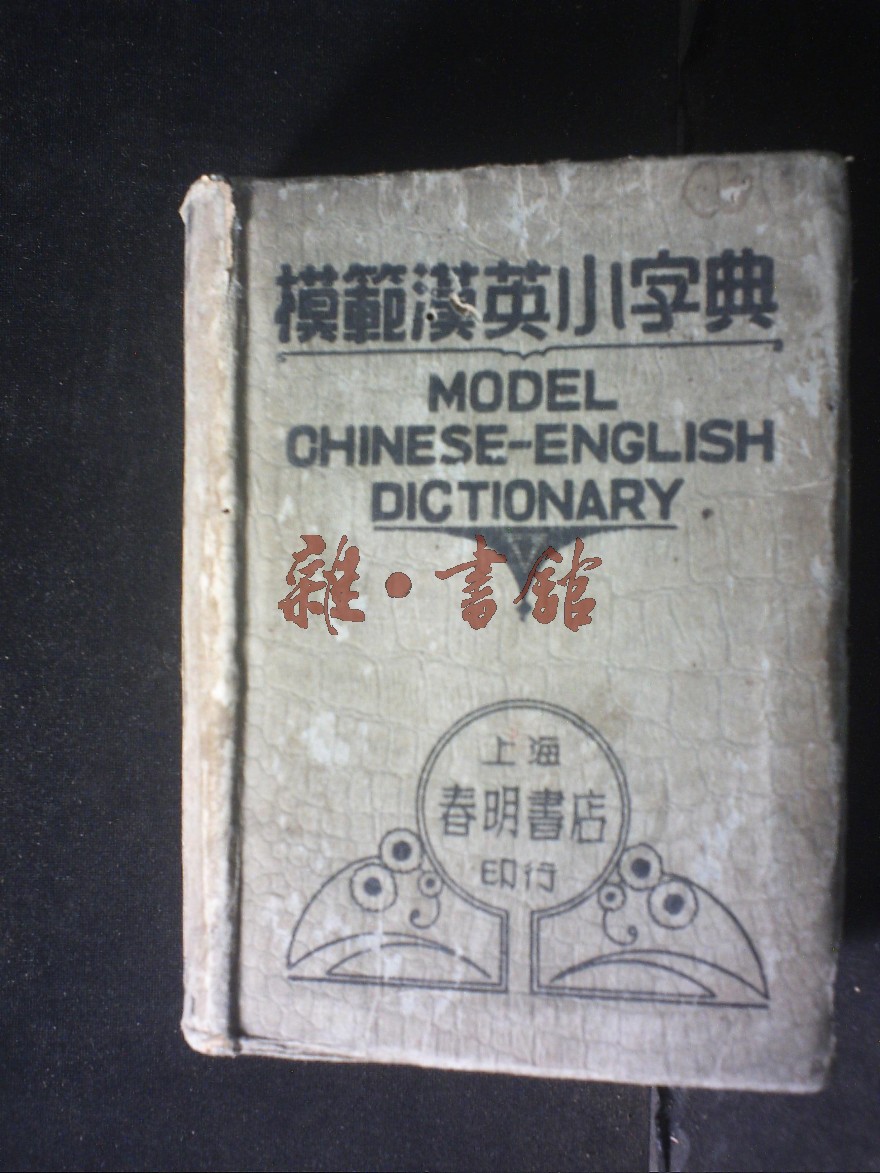 模範漢英小字典
MODEL
CHINESE-ENGLISH
DICTIONARY
雜·書館
上海
春明書店
印行